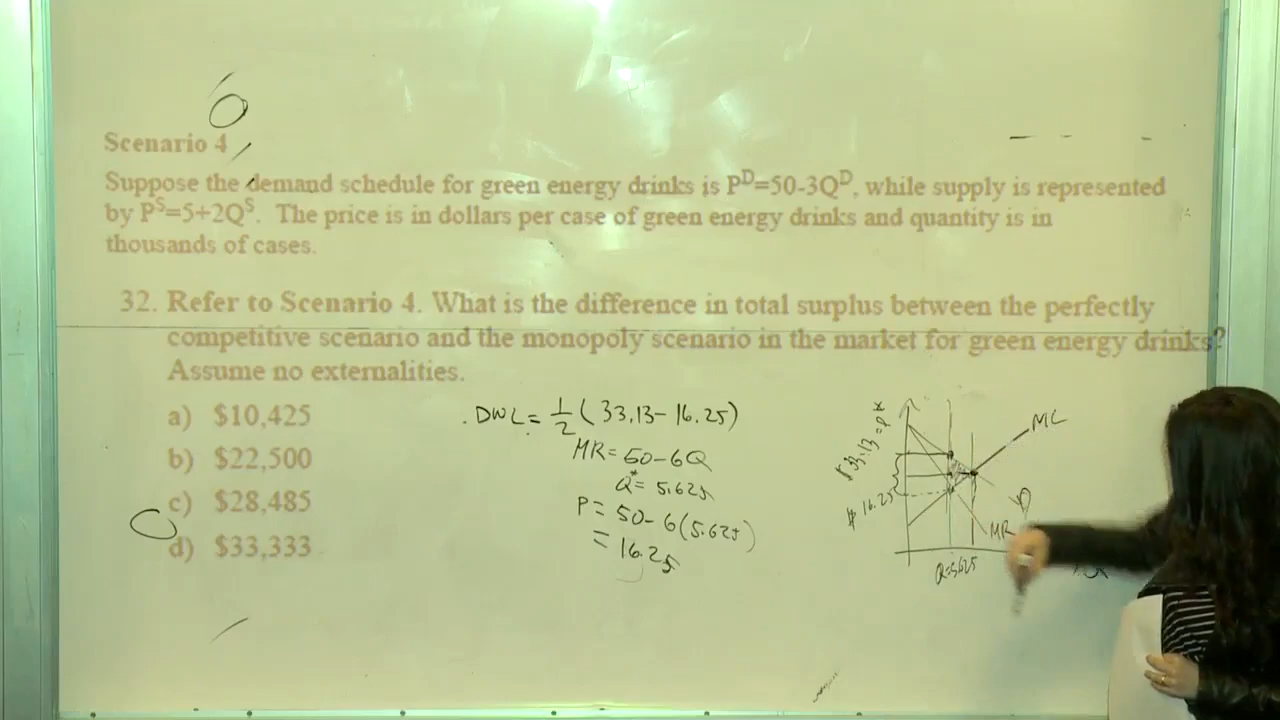 Scenario 4
Suppose the demand schedule for green energy drinks is Pᴰ=50-3Qᴰ, while supply is represented
by Pˢ=5+2Qˢ. The price is in dollars per case of green energy drinks and quantity is in
thousands of cases.
32. Refer to Scenario 4. What is the difference in total surplus between the perfectly
competitive scenario and the monopoly scenario in the market for green energy drinks?
Assume no externalities.
a) $10,425
b) $22,500
c) $28,485
d) $33,333
DWL = 1/2 (33.13 - 16.25)
MR = 50 - 6Q
Q* = 5.625
P = 50 - 6(5.625)
= 16.25
$33.13 = P*
$16.25
MC
D
MR
Q=5.625